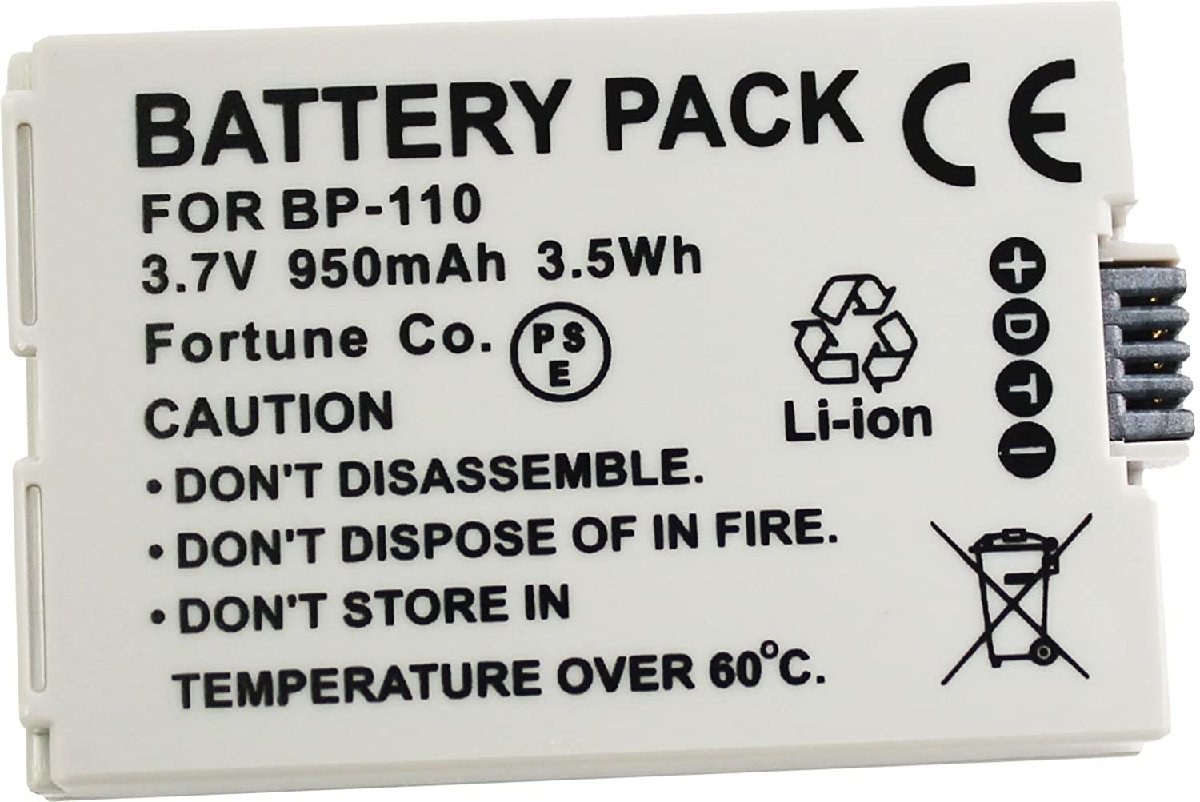 BATTERY PACK CE
FOR BP-110
3.7V 950mAh 3.5Wh
Fortune Co. PSE
CAUTION
Li-ion
+
D
T
-
• DON'T DISASSEMBLE.
• DON'T DISPOSE OF IN FIRE.
• DON'T STORE IN
TEMPERATURE OVER 60°C.